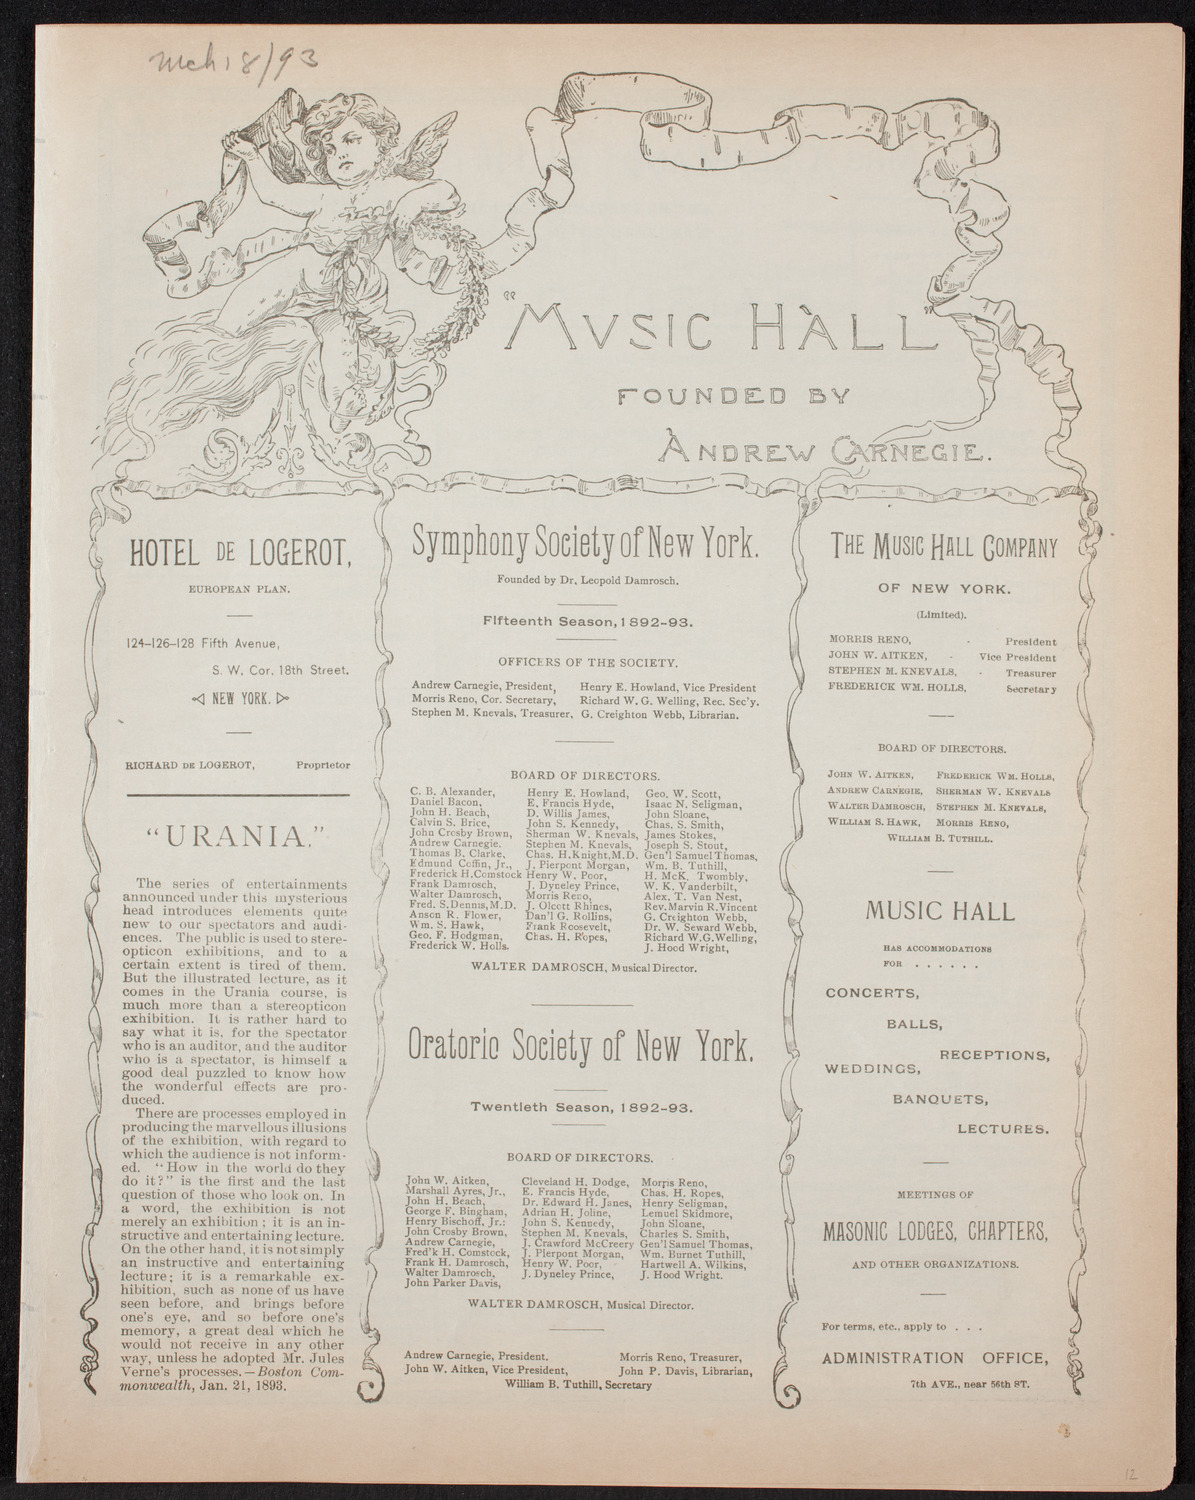 Mch 18/93
"MVSIC HALL"
FOUNDED BY
ANDREW CARNEGIE.
HOTEL DE LOGEROT,
EUROPEAN PLAN.
124-126-128 Fifth Avenue,
S. W. Cor. 18th Street.
NEW YORK.
RICHARD DE LOGEROT, Proprietor
"URANIA."
The series of entertainments
announced under this mysterious
head introduces elements quite
new to our spectators and audi-
ences. The public is used to stere-
opticon exhibitions, and to a
certain extent is tired of them.
But the illustrated lecture, as it
comes in the Urania course, is
much more than a stereopticon
exhibition. It is rather hard to
say what it is, for the spectator
who is an auditor, and the auditor
who is a spectator, is himself a
good deal puzzled to know how
the wonderful effects are pro-
duced.
There are processes employed in
producing the marvellous illusions
of the exhibition, with regard to
which the audience is not inform-
ed. "How in the world do they
do it?" is the first and the last
question of those who look on. In
a word, the exhibition is not
merely an exhibition; it is an in-
structive and entertaining lecture.
On the other hand, it is not simply
an instructive and entertaining
lecture; it is a remarkable ex-
hibition, such as none of us have
seen before, and brings before
one's eye, and so before one's
memory, a great deal which he
would not receive in any other
way, unless he adopted Mr. Jules
Verne's processes.—Boston Com-
monwealth, Jan. 21, 1893.
Symphony Society of New York.
Founded by Dr. Leopold Damrosch.
Fifteenth Season, 1892-93.
OFFICERS OF THE SOCIETY.
Andrew Carnegie, President, Henry E. Howland, Vice President
Morris Reno, Cor. Secretary, Richard W. G. Welling, Rec. Sec'y.
Stephen M. Knevals, Treasurer, G. Creighton Webb, Librarian.
BOARD OF DIRECTORS.
C. B. Alexander, Henry E. Howland, Geo. W. Scott,
Daniel Bacon, E. Francis Hyde, Isaac N. Seligman,
John H. Beach, D. Willis James, John Sloane,
Calvin S. Brice, John S. Kennedy, Chas. S. Smith,
John Crosby Brown, Sherman W. Knevals, James Stokes,
Andrew Carnegie, Stephen M. Knevals, Joseph S. Stout,
Thomas B. Clarke, Chas. H. Knight, M.D. Gen'l Samuel Thomas,
Edmund Coffin, Jr., J. Pierpont Morgan, Wm. B. Tuthill,
Frederick H. Comstock Henry W. Poor, H. McK. Twombly,
Frank Damrosch, J. Dyneley Prince, W. K. Vanderbilt,
Walter Damrosch, Morris Reno, Alex. T. Van Nest,
Fred. S. Dennis, M.D. J. Olcott Rhines, Rev. Marvin R. Vincent
Anson R. Flower, Dan'l G. Rollins, G. Creighton Webb,
Wm. S. Hawk, Frank Roosevelt, Dr. W. Seward Webb,
Geo. F. Hodgman, Chas. H. Ropes, Richard W.G. Welling,
Frederick W. Holls. J. Hood Wright,
WALTER DAMROSCH, Musical Director.
Oratorio Society of New York.
Twentieth Season, 1892-93.
BOARD OF DIRECTORS.
John W. Aitken, Cleveland H. Dodge, Morris Reno,
Marshall Ayres, Jr., E. Francis Hyde, Chas. H. Ropes,
John H. Beach, Dr. Edward H. Janes, Henry Seligman,
George F. Bingham, Adrian H. Joline, Lemuel Skidmore,
Henry Bischoff, Jr.: John S. Kennedy, John Sloane,
John Crosby Brown, Stephen M. Knevals, Charles S. Smith,
Andrew Carnegie, J. Crawford McCreery Gen'l Samuel Thomas,
Fred'k H. Comstock, J. Pierpont Morgan, Wm. Burnet Tuthill,
Frank H. Damrosch, Henry W. Poor, Hartwell A. Wilkins,
Walter Damrosch, J. Dyneley Prince, J. Hood Wright.
John Parker Davis,
WALTER DAMROSCH, Musical Director.
Andrew Carnegie, President. Morris Reno, Treasurer,
John W. Aitken, Vice President, John P. Davis, Librarian,
William B. Tuthill, Secretary
THE MUSIC HALL COMPANY
OF NEW YORK.
(Limited).
MORRIS RENO, - President
JOHN W. AITKEN, - Vice President
STEPHEN M. KNEVALS, - Treasurer
FREDERICK WM. HOLLS, Secretary
BOARD OF DIRECTORS.
JOHN W. AITKEN, FREDERICK WM. HOLLS,
ANDREW CARNEGIE, SHERMAN W. KNEVALS
WALTER DAMROSCH, STEPHEN M. KNEVALS,
WILLIAM S. HAWK, MORRIS RENO,
WILLIAM B. TUTHILL.
MUSIC HALL
HAS ACCOMMODATIONS
FOR . . . . . .
CONCERTS,
BALLS,
RECEPTIONS,
WEDDINGS,
BANQUETS,
LECTURES.
MEETINGS OF
MASONIC LODGES, CHAPTERS,
AND OTHER ORGANIZATIONS.
For terms, etc., apply to . . .
ADMINISTRATION OFFICE,
7th AVE., near 56th ST.
12